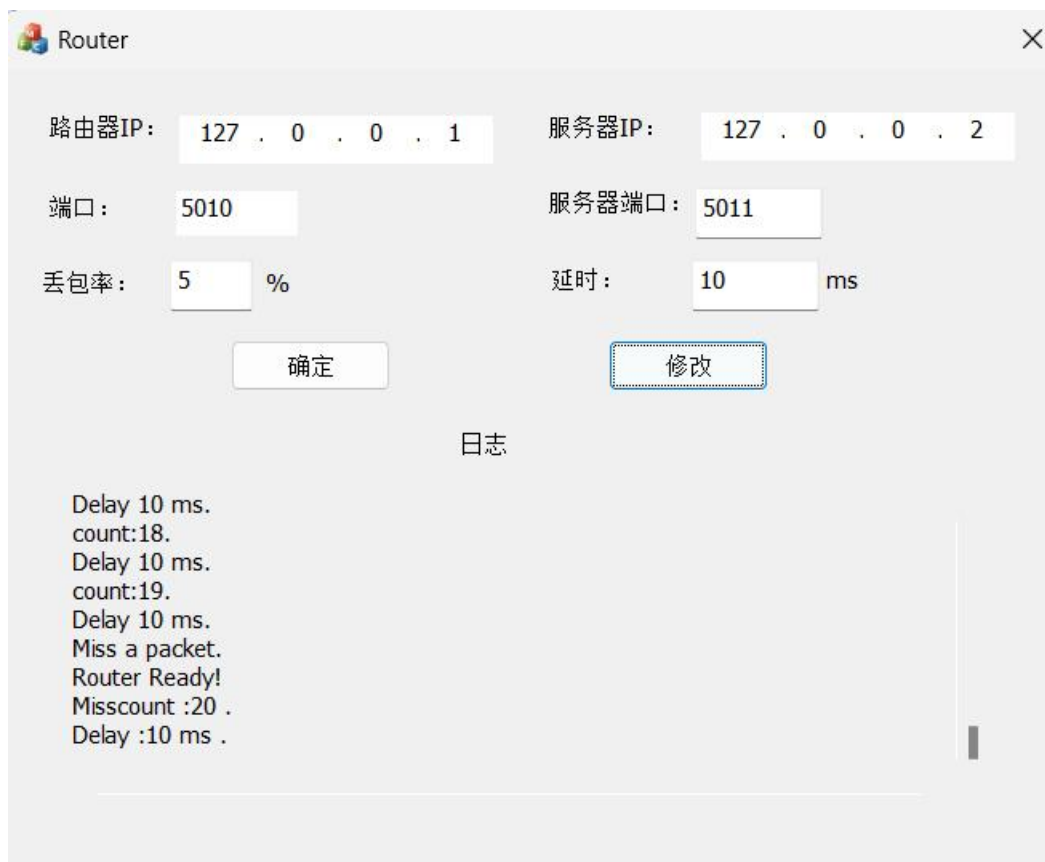 Router
路由器IP： 127 . 0 . 0 . 1 服务器IP： 127 . 0 . 0 . 2
端口： 5010 服务器端口： 5011
丢包率： 5 % 延时： 10 ms
确定 修改
日志
Delay 10 ms.
count:18.
Delay 10 ms.
count:19.
Delay 10 ms.
Miss a packet.
Router Ready!
Misscount :20 .
Delay :10 ms .